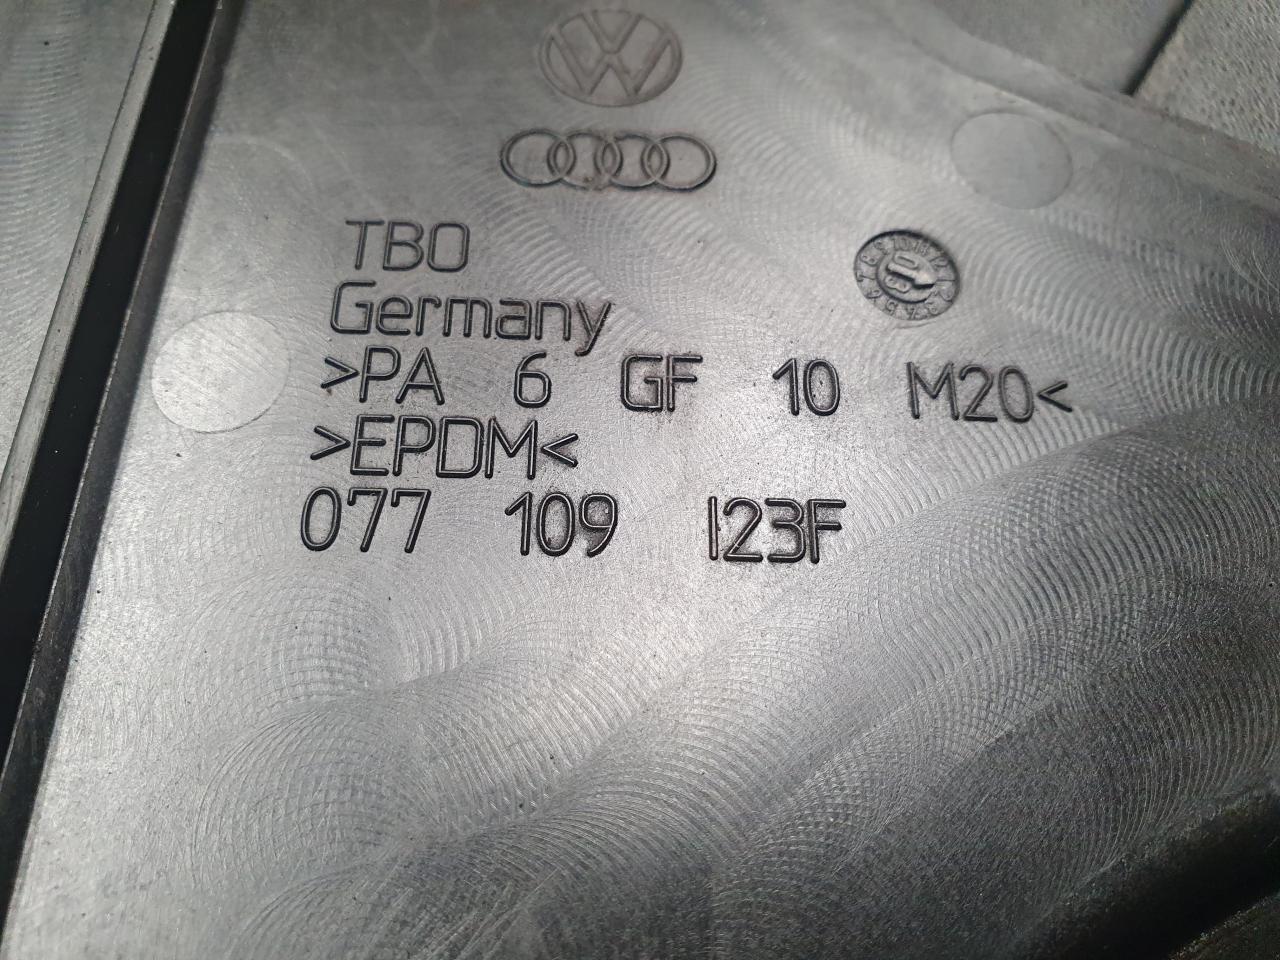 TBO
Germany
>PA 6 GF 10 M20<
>EPDM<
077 109 123F